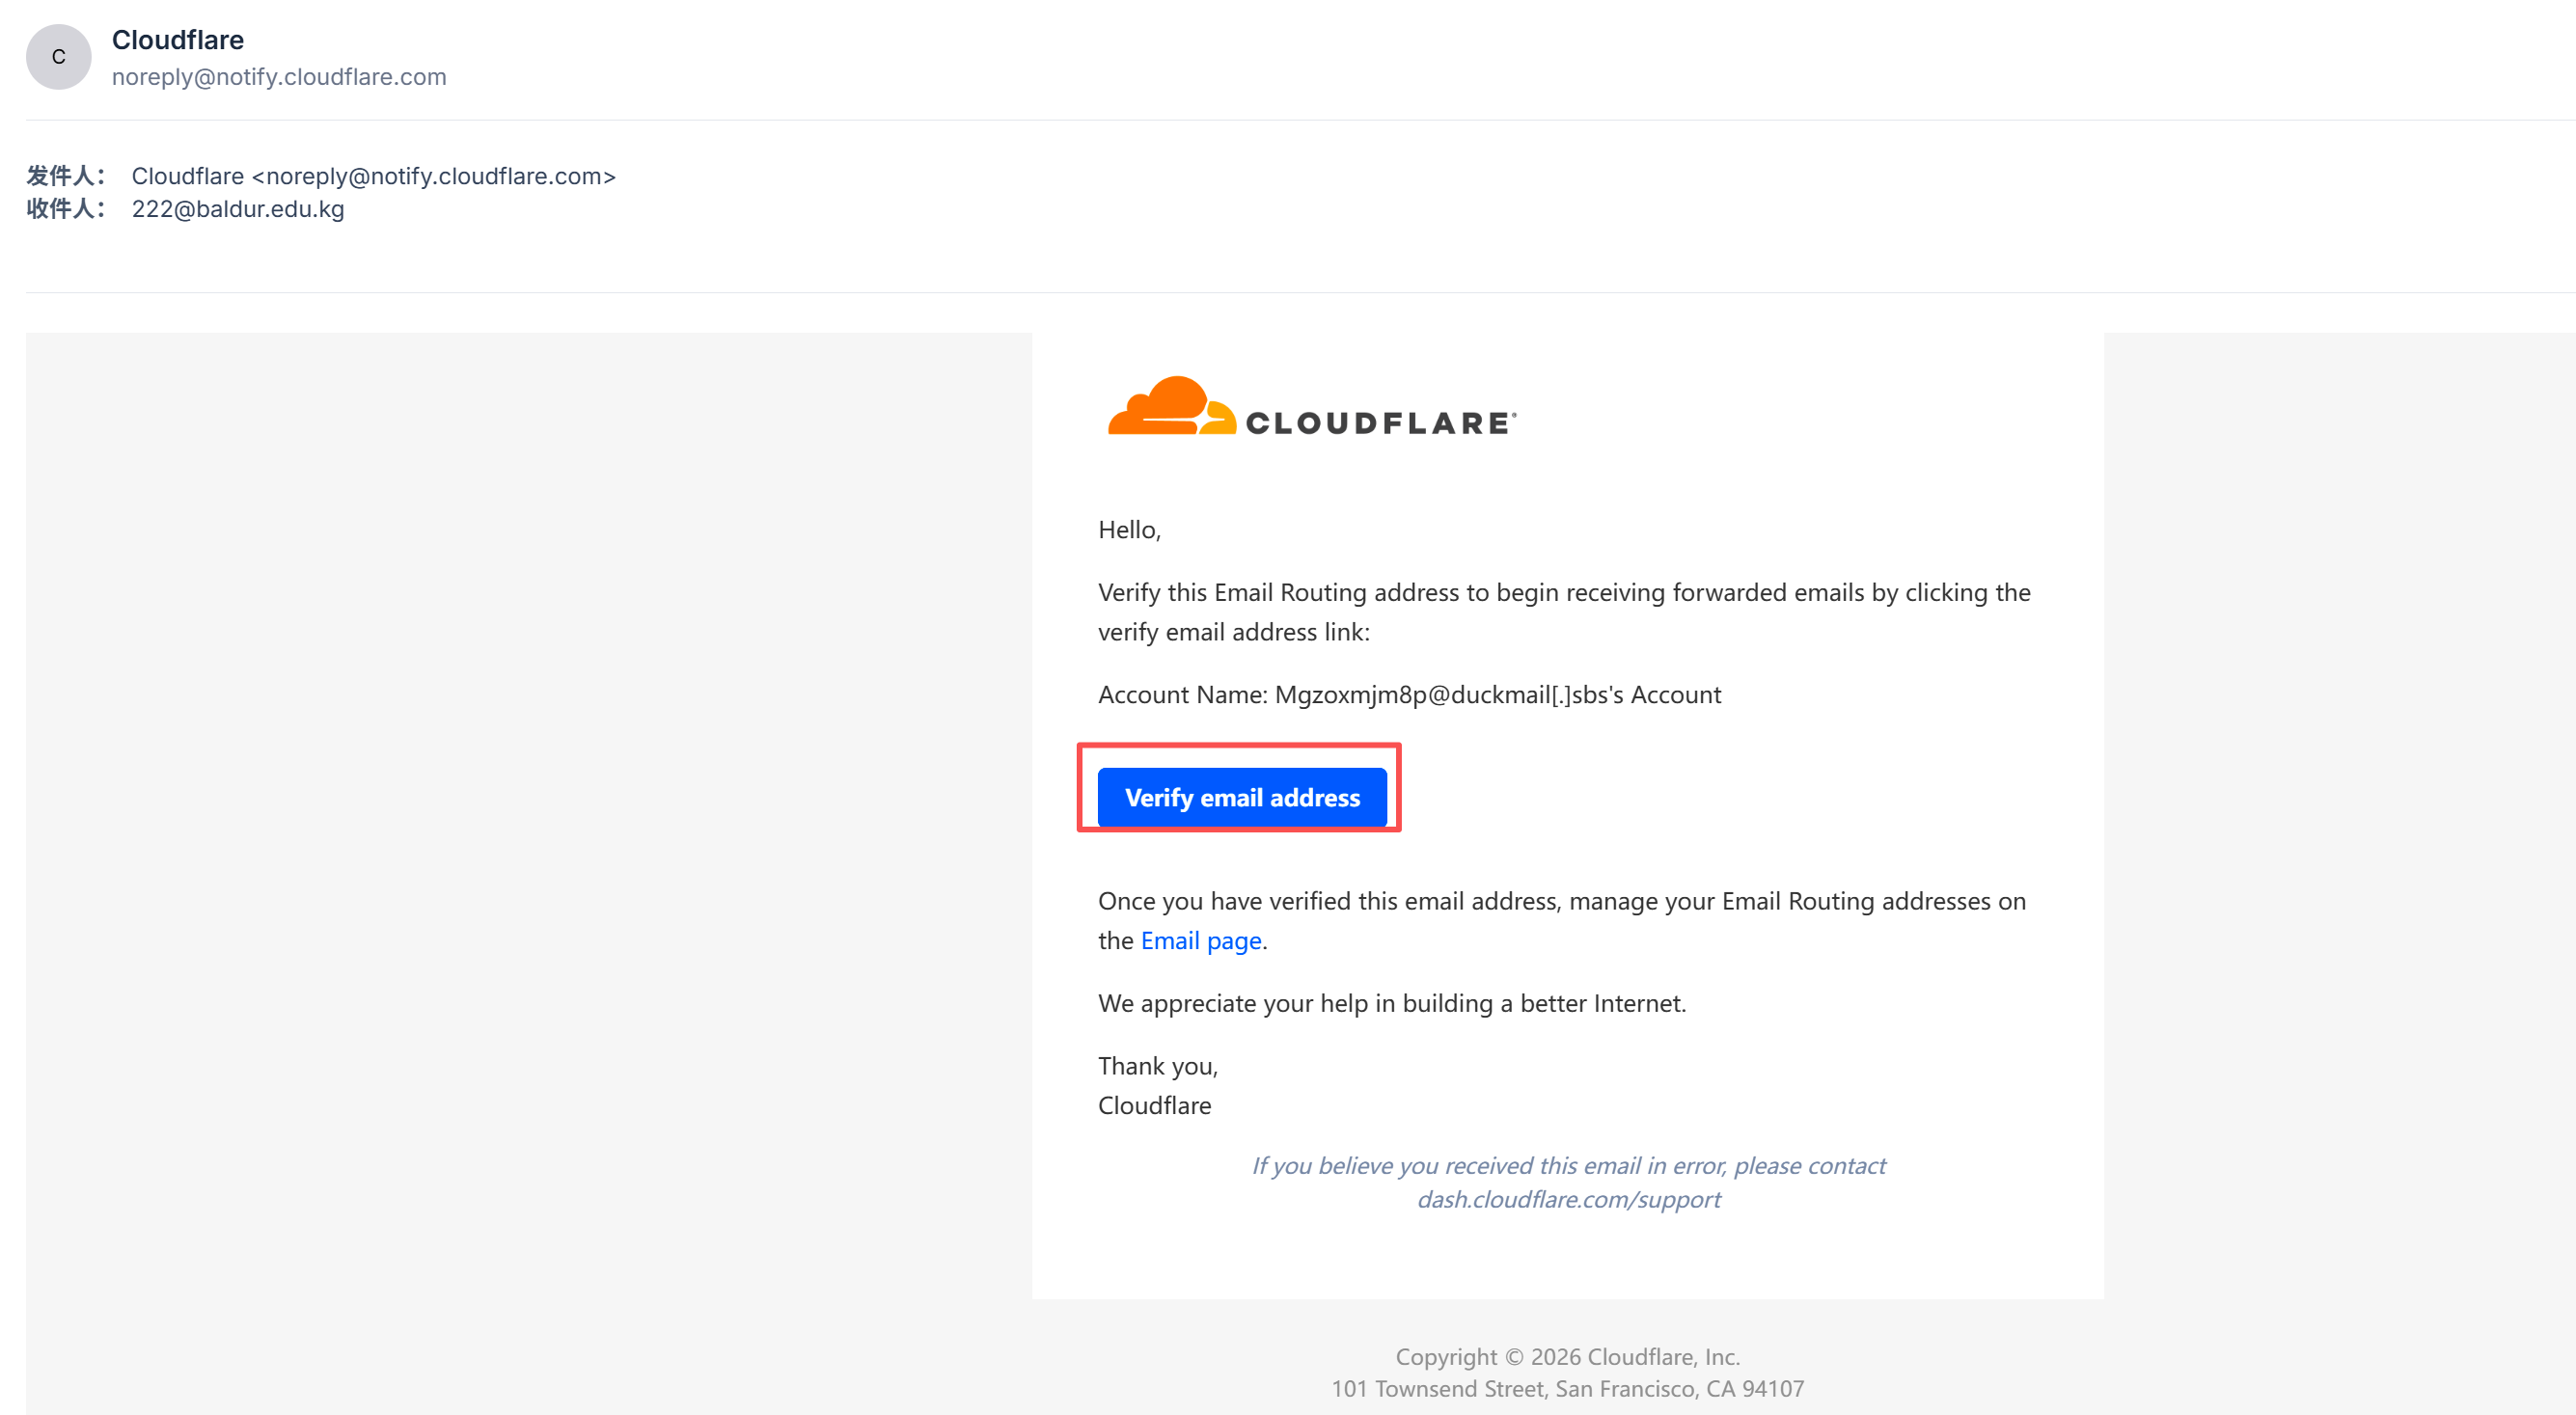 C
Cloudflare
noreply@notify.cloudflare.com
发件人： Cloudflare <noreply@notify.cloudflare.com>
收件人： 222@baldur.edu.kg
CLOUDFLARE®
Hello,
Verify this Email Routing address to begin receiving forwarded emails by clicking the
verify email address link:
Account Name: Mgzoxmjm8p@duckmail[.]sbs's Account
Verify email address
Once you have verified this email address, manage your Email Routing addresses on
the Email page.
We appreciate your help in building a better Internet.
Thank you,
Cloudflare
If you believe you received this email in error, please contact
dash.cloudflare.com/support
Copyright © 2026 Cloudflare, Inc.
101 Townsend Street, San Francisco, CA 94107